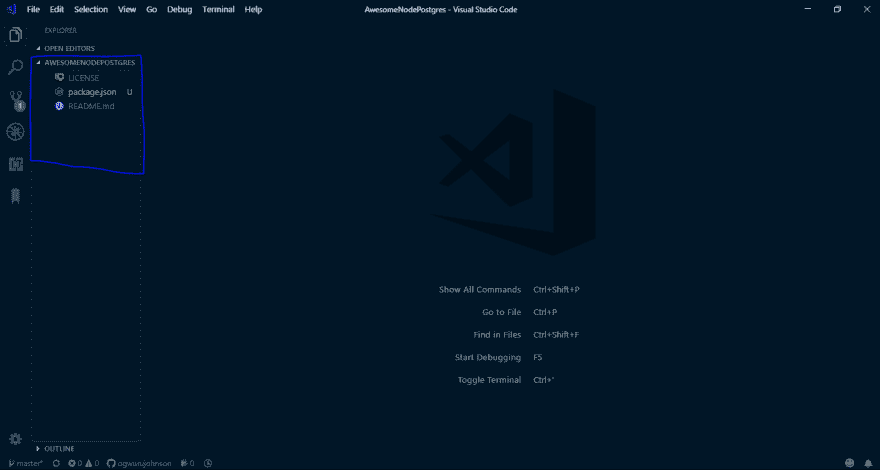 File Edit Selection View Go Debug Terminal Help
AwesomeNodePostgres - Visual Studio Code
EXPLORER
OPEN EDITORS
AWESOMENODEPOSTGRES
LICENSE
package.json U
README.md
Show All Commands Ctrl+Shift+P
Go to File Ctrl+P
Find in Files Ctrl+Shift+F
Start Debugging F5
Toggle Terminal Ctrl+`
OUTLINE
master* 0 0 ogwurujohnson 0